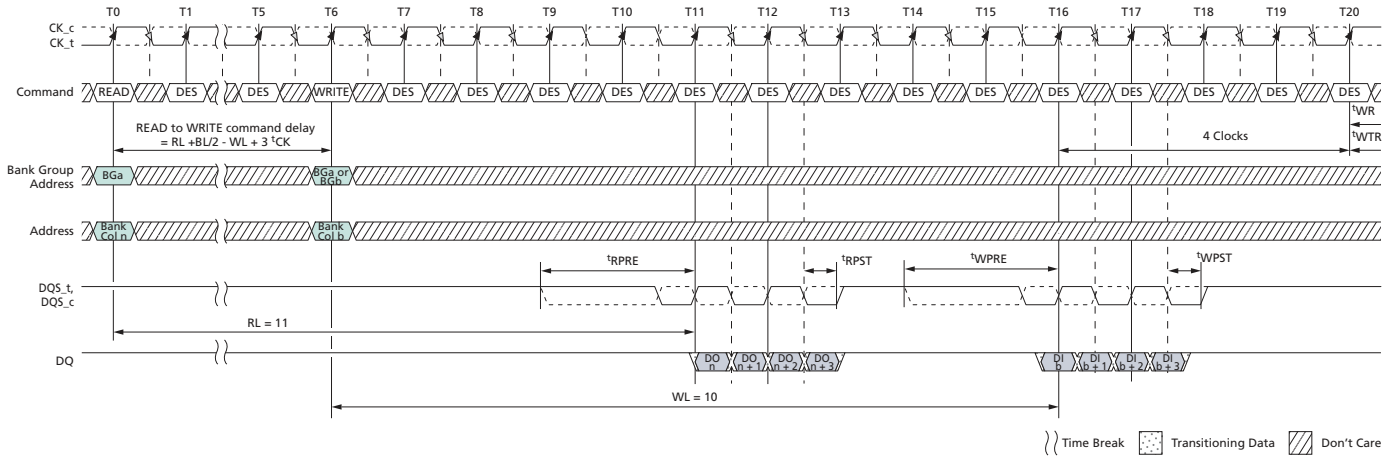 T0 T1 T5 T6 T7 T8 T9 T10 T11 T12 T13 T14 T15 T16 T17 T18 T19 T20
CK_c
CK_t
Command READ DES DES WRITE DES DES DES DES DES DES DES DES DES DES DES DES DES DES
tWR
READ to WRITE command delay
= RL +BL/2 - WL + 3 tCK
4 Clocks
tWTR
Bank Group
Address
BGa
BGa or
BGb
Address
Bank
Col n
Bank
Col b
tRPRE tRPST tWPRE tWPST
DQS_t,
DQS_c
RL = 11
DQ
DO
n
DO
n + 1
DO
n + 2
DO
n + 3
DI
b
DI
b + 1
DI
b + 2
DI
b + 3
WL = 10
Time Break Transitioning Data Don't Care